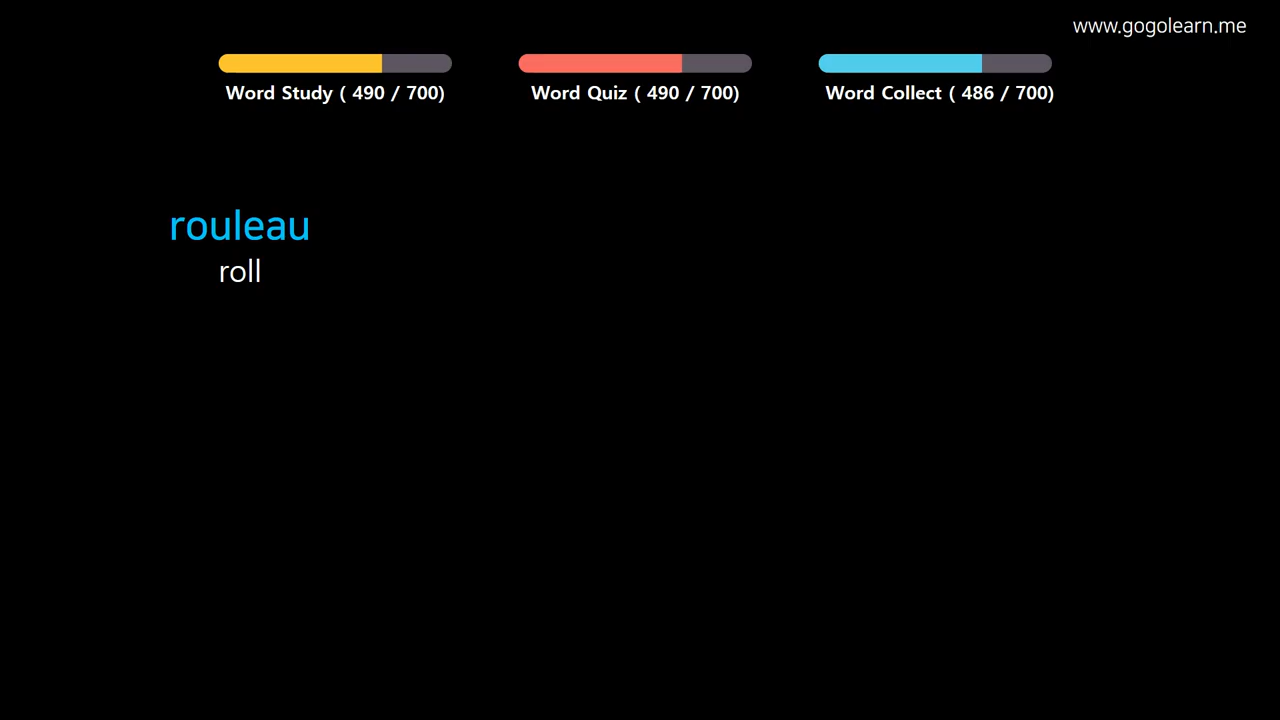 www.gogolearn.me
Word Study ( 490 / 700)
Word Quiz ( 490 / 700)
Word Collect ( 486 / 700)
rouleau
roll